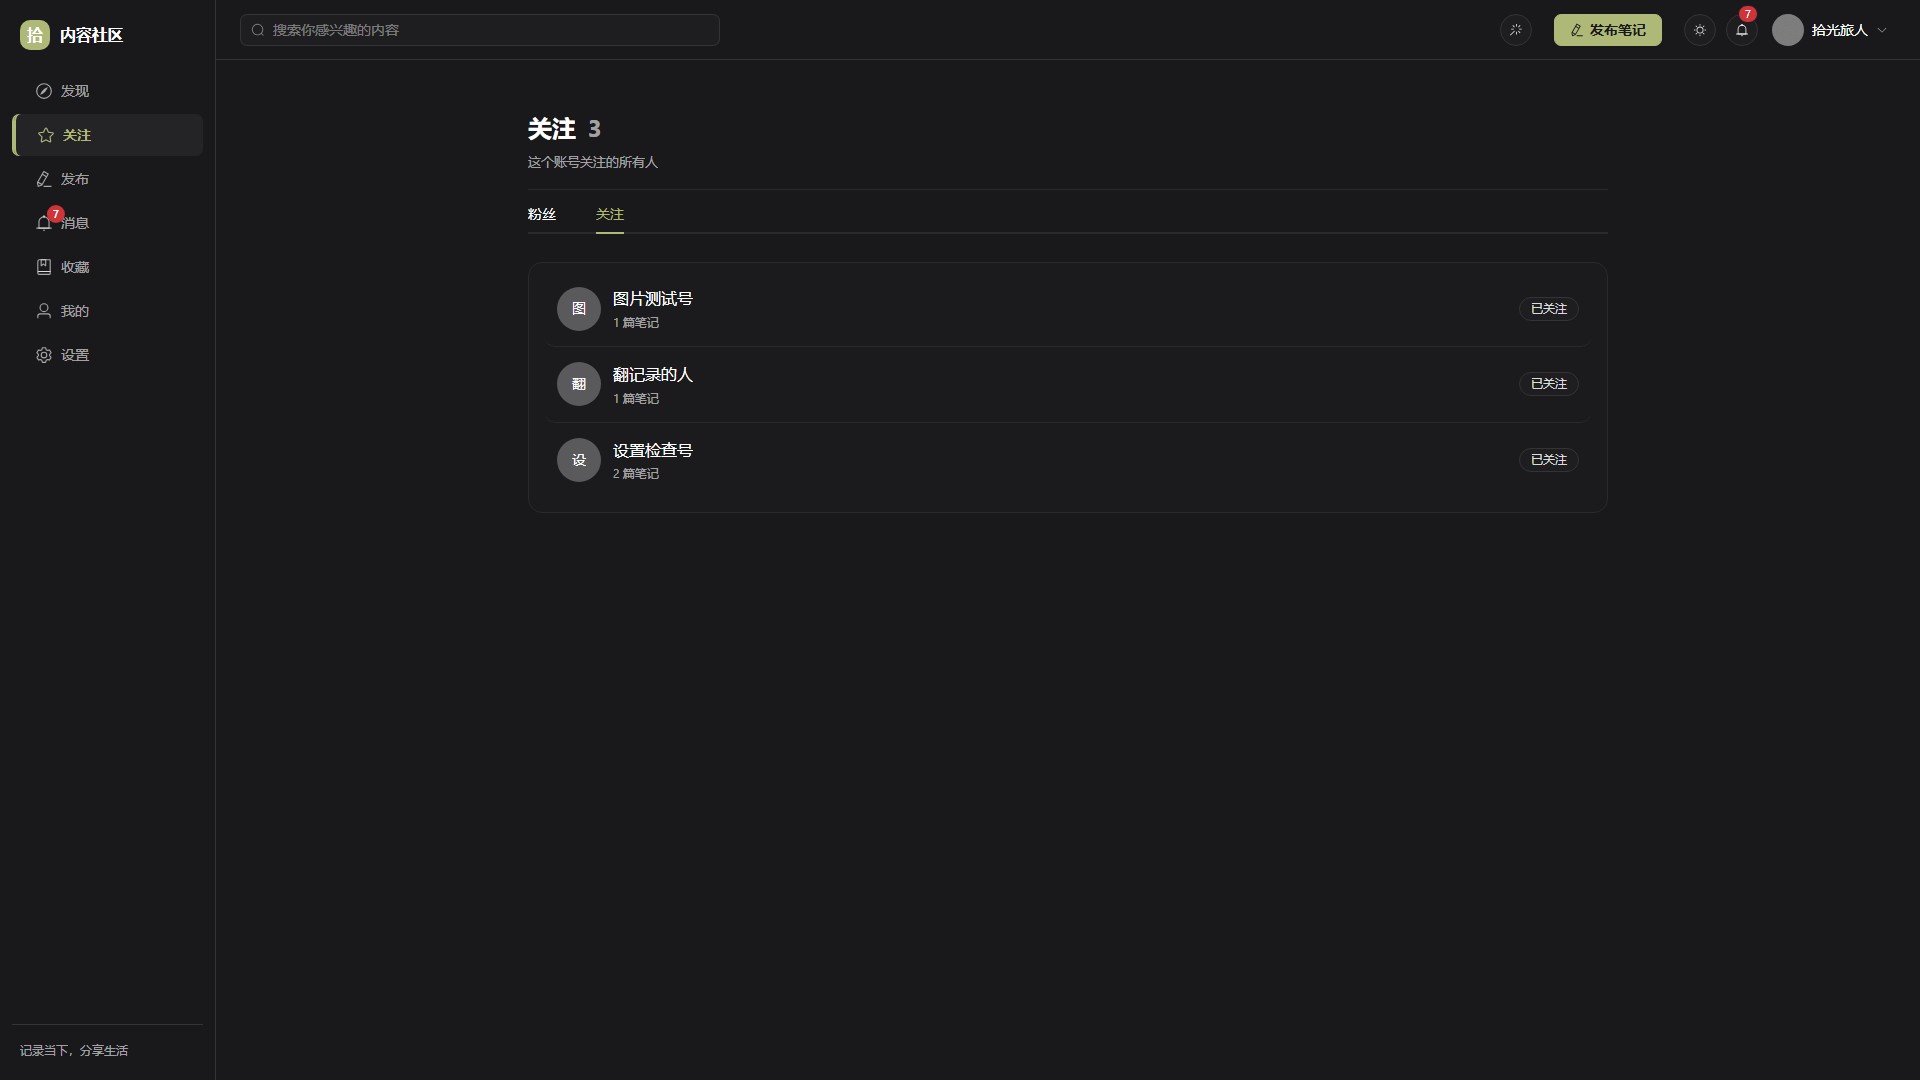 拾 内容社区
搜索你感兴趣的内容
发布笔记
7
拾光旅人
发现
关注
发布
7
消息
收藏
我的
设置
关注 3
这个账号关注的所有人
粉丝 关注
图 图片测试号
1 篇笔记
已关注
翻 翻记录的人
1 篇笔记
已关注
设 设置检查号
2 篇笔记
已关注
记录当下，分享生活